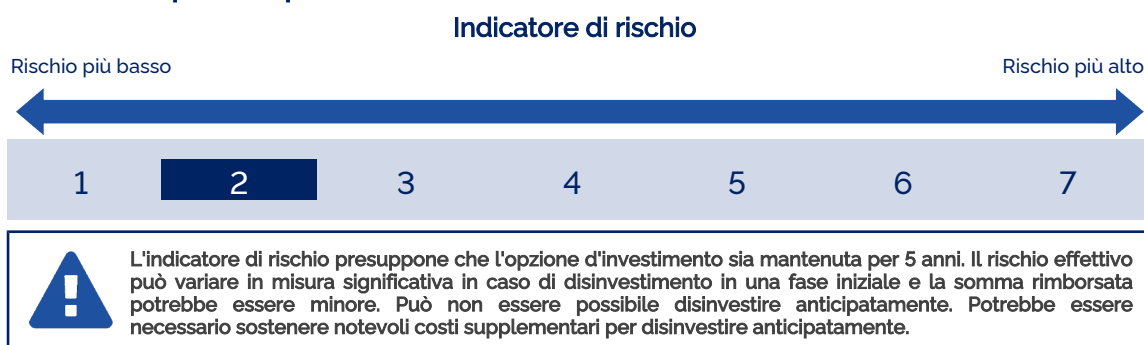 Indicatore di rischio
Rischio più basso
Rischio più alto
1 2 3 4 5 6 7
L'indicatore di rischio presuppone che l'opzione d'investimento sia mantenuta per 5 anni. Il rischio effettivo
può variare in misura significativa in caso di disinvestimento in una fase iniziale e la somma rimborsata
potrebbe essere minore. Può non essere possibile disinvestire anticipatamente. Potrebbe essere
necessario sostenere notevoli costi supplementari per disinvestire anticipatamente.